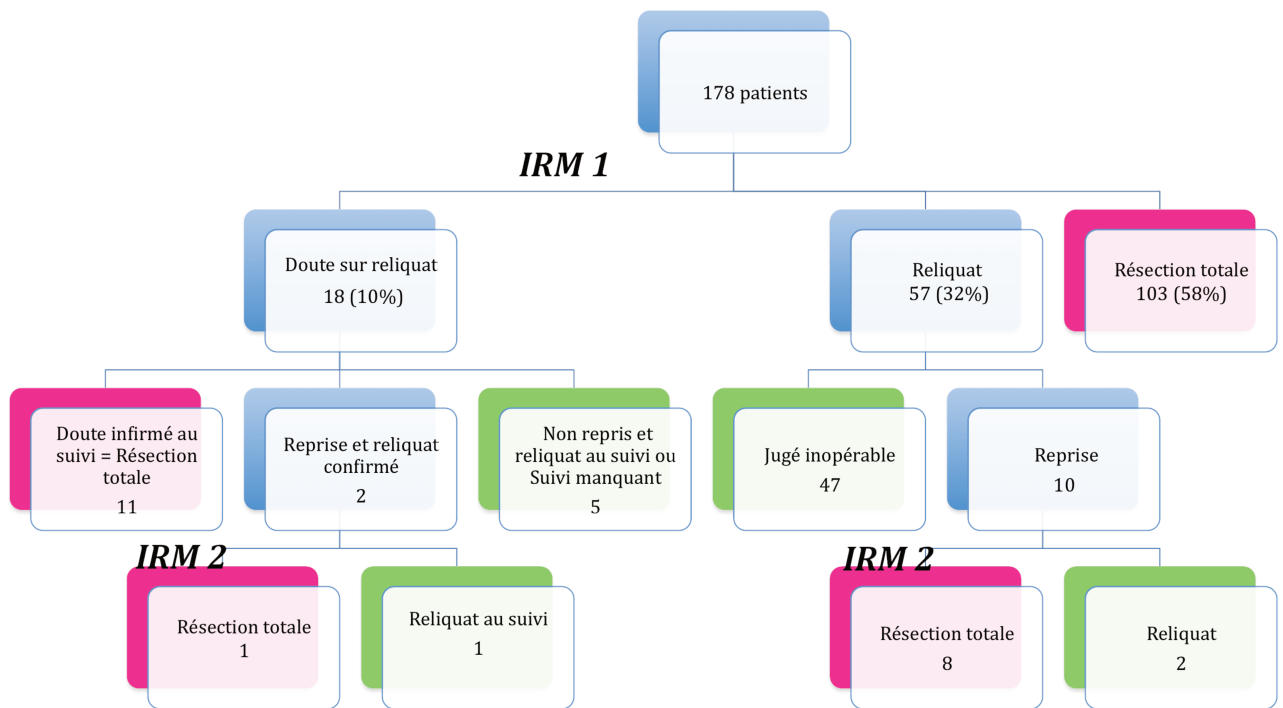 178 patients
IRM 1
Doute sur reliquat
18 (10%)
Reliquat
57 (32%)
Résection totale
103 (58%)
Doute infirmé au
suivi = Résection
totale
11
Reprise et reliquat
confirmé
2
Non repris et
reliquat au suivi ou
Suivi manquant
5
Jugé inopérable
47
Reprise
10
IRM 2
Résection totale
1
Reliquat au suivi
1
IRM 2
Résection totale
8
Reliquat
2